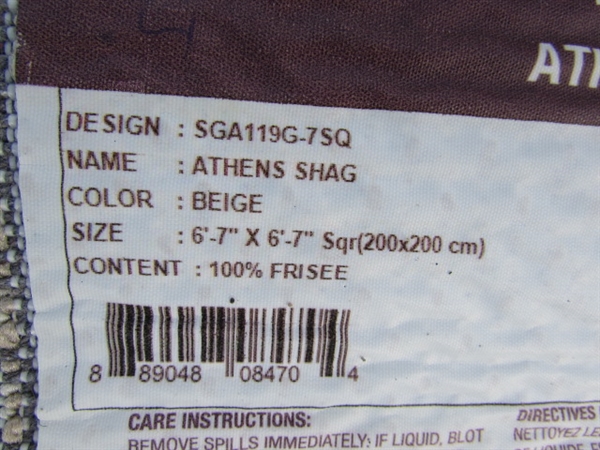 DESIGN : SGA119G-7SQ
NAME : ATHENS SHAG
COLOR : BEIGE
SIZE : 6'-7" X 6'-7" Sqr(200x200 cm)
CONTENT : 100% FRISEE
8 89048 08470 4
CARE INSTRUCTIONS:
REMOVE SPILLS IMMEDIATELY: IF LIQUID, BLOT
DIRECTIVES
NETTOYEZ LE